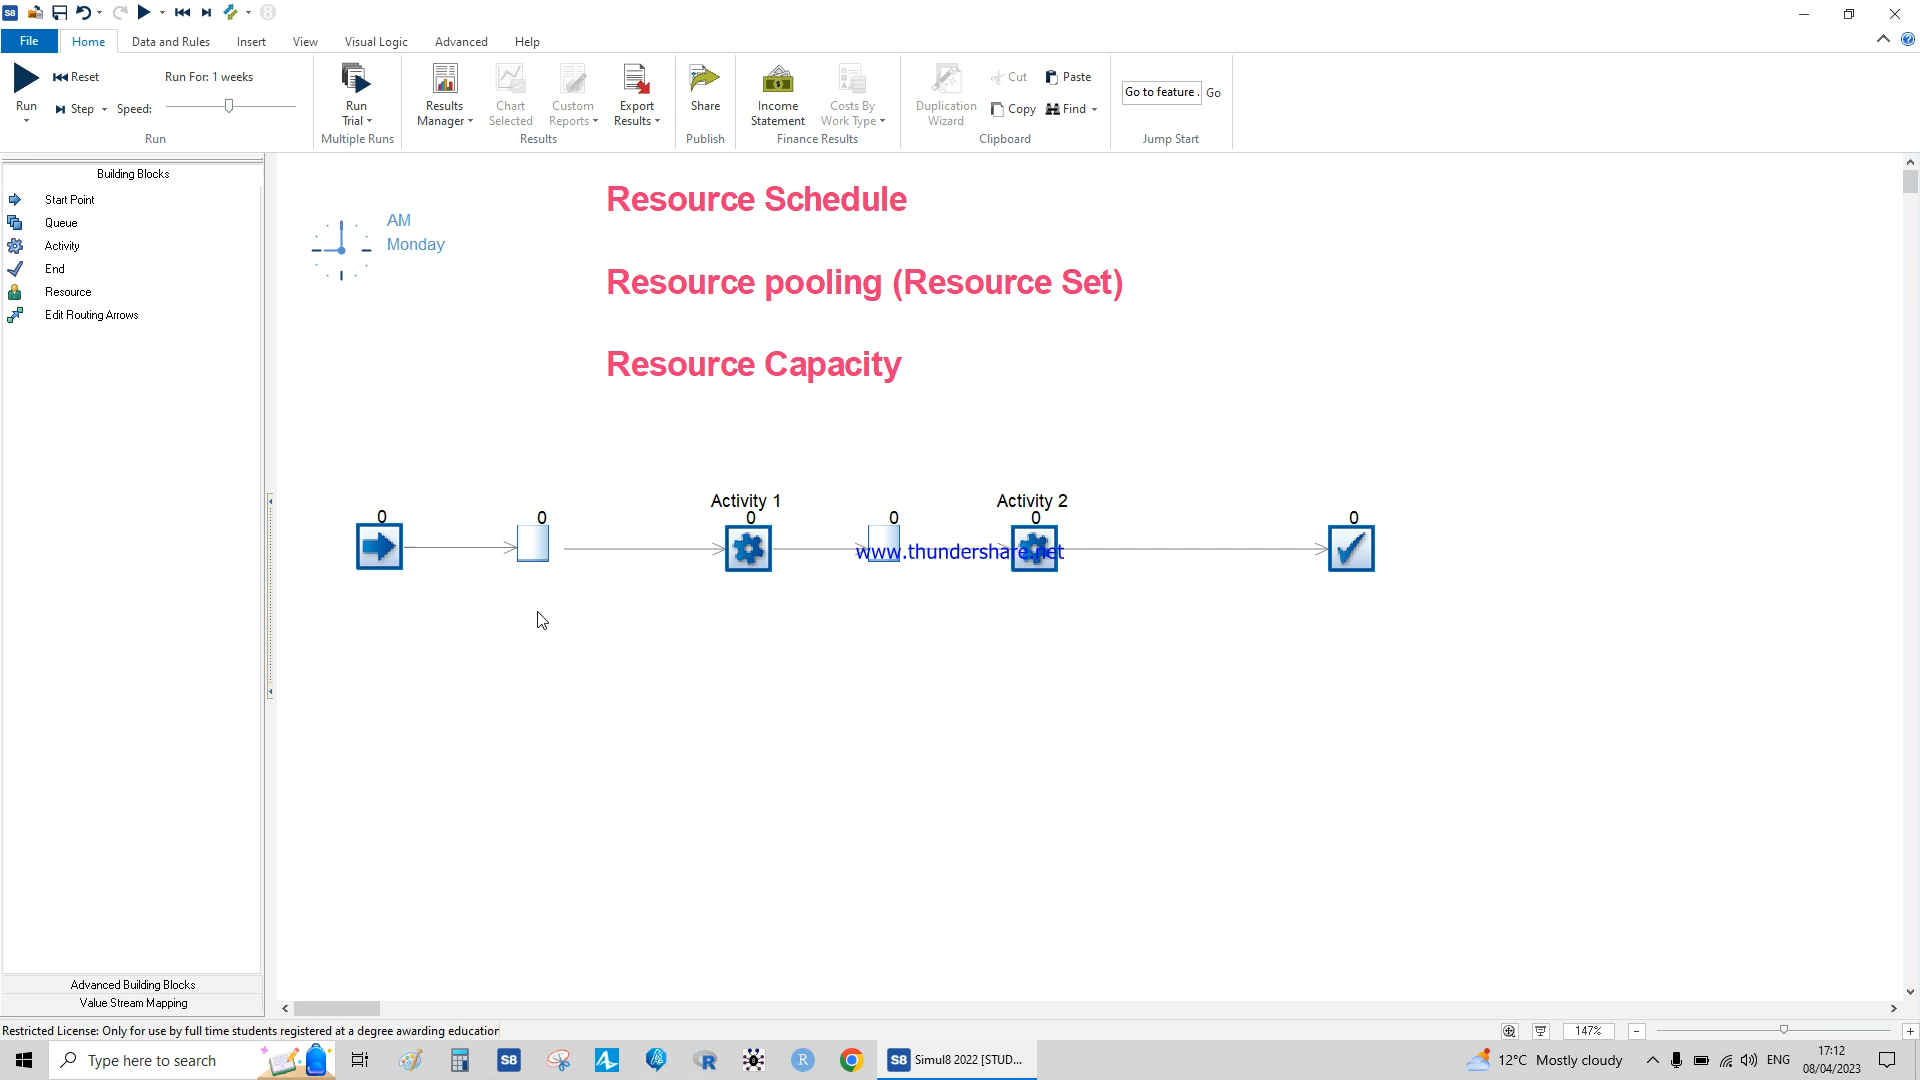 S8
File Home Data and Rules Insert View Visual Logic Advanced Help
Run
Reset
Step Speed:
Run For: 1 weeks
Run
Run Trial
Multiple Runs
Results Manager
Chart Selected
Custom Reports
Export Results
Results
Share
Publish
Income Statement
Costs By Work Type
Finance Results
Duplication Wizard
Cut
Copy
Paste
Find
Clipboard
Go to feature . Go
Jump Start
Building Blocks
Start Point
Queue
Activity
End
Resource
Edit Routing Arrows
Advanced Building Blocks
Value Stream Mapping
AM
Monday
Resource Schedule
Resource pooling (Resource Set)
Resource Capacity
Activity 1 Activity 2
0 0 0 0 0 0
www.thundershare.net
Restricted License: Only for use by full time students registered at a degree awarding education
147%
Type here to search
S8
R
R
S8 Simul8 2022 [STUD...
12°C Mostly cloudy
ENG
17:12
08/04/2023